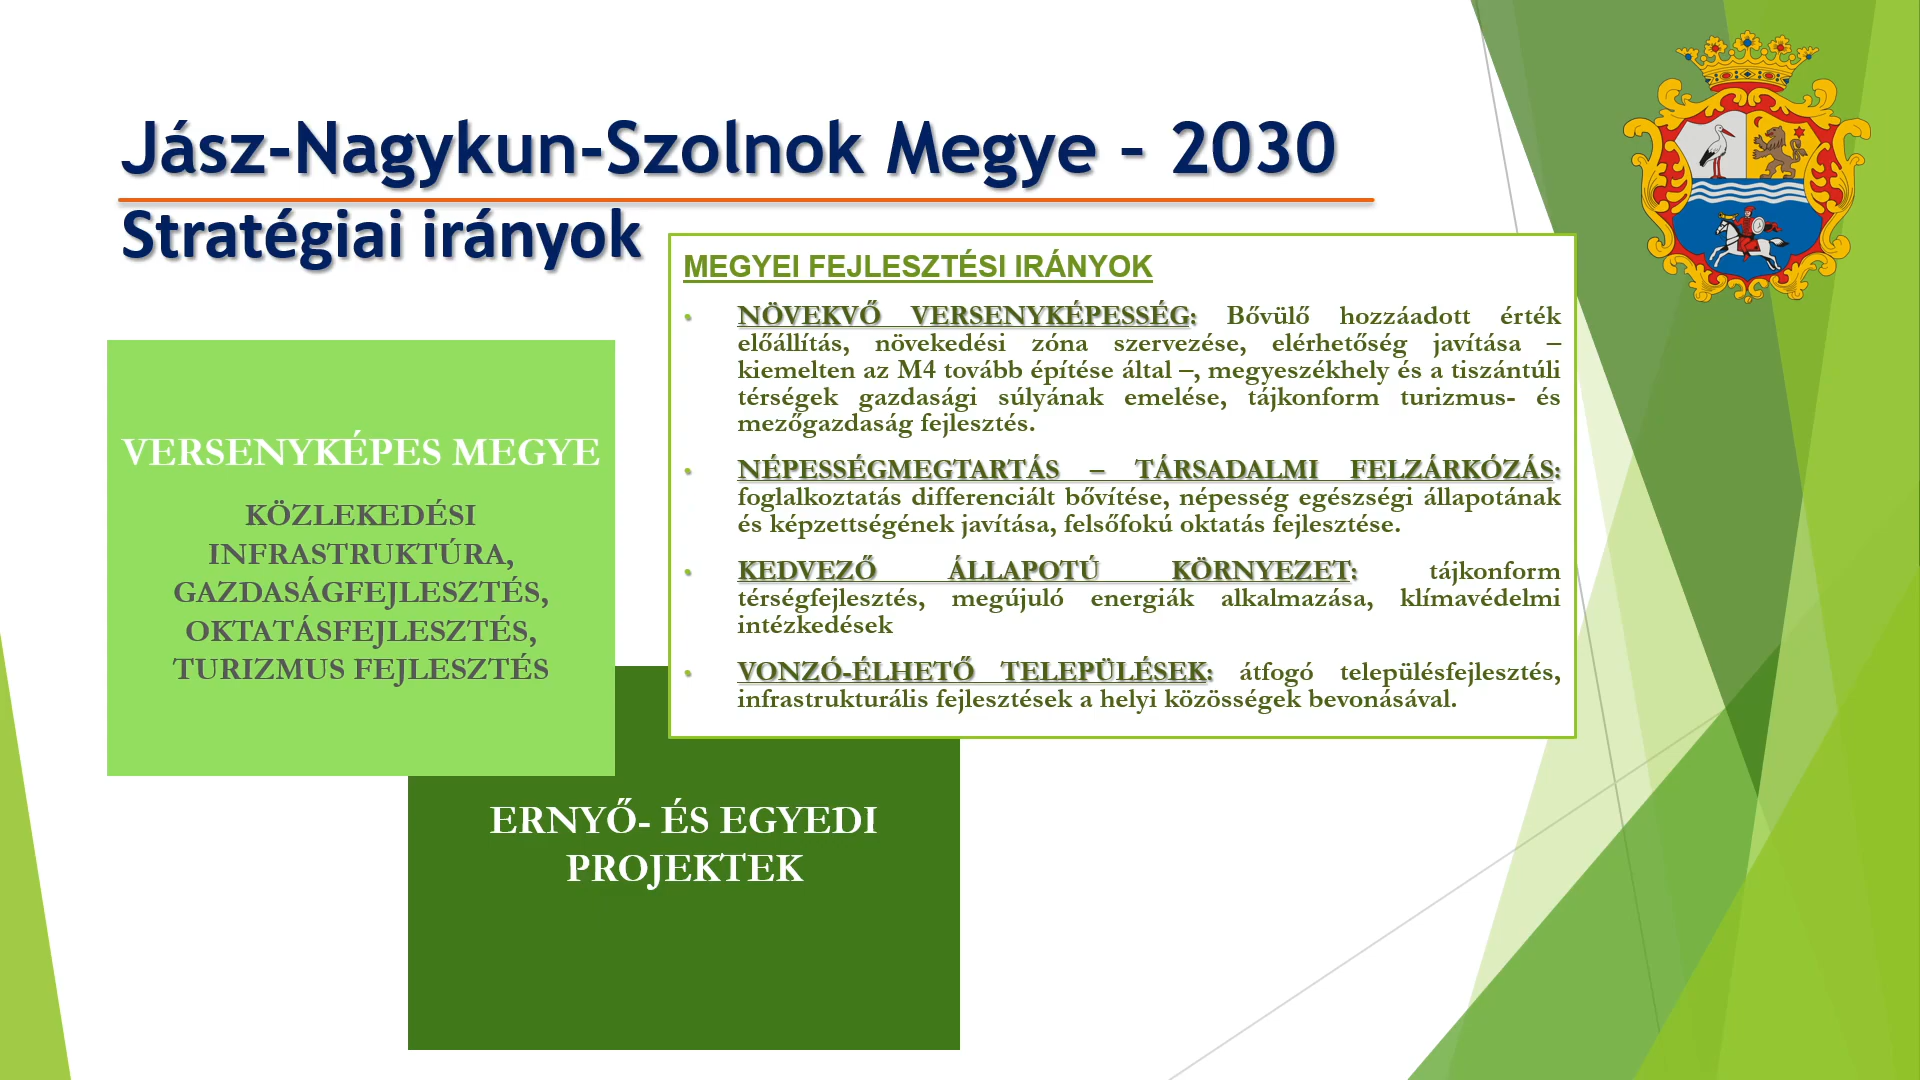 Jász-Nagykun-Szolnok Megye – 2030
Stratégiai irányok
VERSENYKÉPES MEGYE
KÖZLEKEDÉSI
INFRASTRUKTÚRA,
GAZDASÁGFEJLESZTÉS,
OKTATÁSFEJLESZTÉS,
TURIZMUS FEJLESZTÉS
MEGYEI FEJLESZTÉSI IRÁNYOK
• NÖVEKVŐ VERSENYKÉPESSÉG: Bővülő hozzáadott érték
előállítás, növekedési zóna szervezése, elérhetőség javítása –
kiemelten az M4 tovább építése által –, megyeszékhely és a tiszántúli
térségek gazdasági súlyának emelése, tájkonform turizmus- és
mezőgazdaság fejlesztés.
• NÉPESSÉGMEGTARTÁS – TÁRSADALMI FELZÁRKÓZÁS:
foglalkoztatás differenciált bővítése, népesség egészségi állapotának
és képzettségének javítása, felsőfokú oktatás fejlesztése.
• KEDVEZŐ ÁLLAPOTÚ KÖRNYEZET: tájkonform
térségfejlesztés, megújuló energiák alkalmazása, klímavédelmi
intézkedések
• VONZÓ-ÉLHETŐ TELEPÜLÉSEK: átfogó településfejlesztés,
infrastrukturális fejlesztések a helyi közösségek bevonásával.
ERNYŐ- ÉS EGYEDI
PROJEKTEK